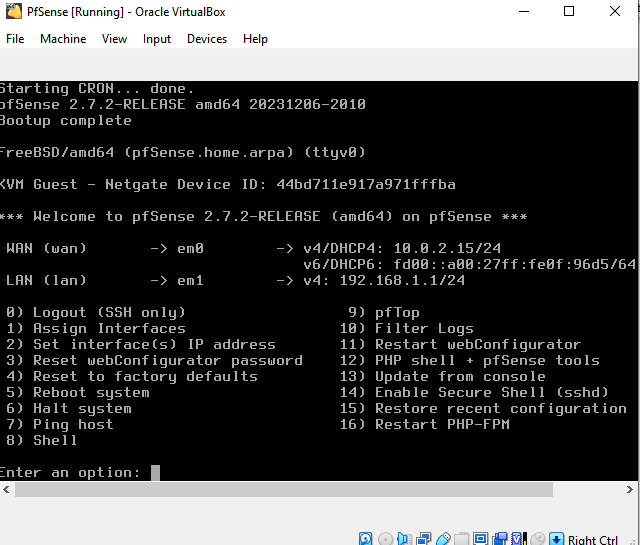 PfSense [Running] - Oracle VirtualBox
File Machine View Input Devices Help
Starting CRON... done.
pfSense 2.7.2-RELEASE amd64 20231206-2010
Bootup complete
FreeBSD/amd64 (pfSense.home.arpa) (ttyv0)
KVM Guest - Netgate Device ID: 44bd711e917a971fffba
*** Welcome to pfSense 2.7.2-RELEASE (amd64) on pfSense ***
WAN (wan) -> em0 -> v4/DHCP4: 10.0.2.15/24
v6/DHCP6: fd00::a00:27ff:fe0f:96d5/64
LAN (lan) -> em1 -> v4: 192.168.1.1/24
0) Logout (SSH only) 9) pfTop
1) Assign Interfaces 10) Filter Logs
2) Set interface(s) IP address 11) Restart webConfigurator
3) Reset webConfigurator password 12) PHP shell + pfSense tools
4) Reset to factory defaults 13) Update from console
5) Reboot system 14) Enable Secure Shell (sshd)
6) Halt system 15) Restore recent configuration
7) Ping host 16) Restart PHP-FPM
8) Shell
Enter an option:
Right Ctrl